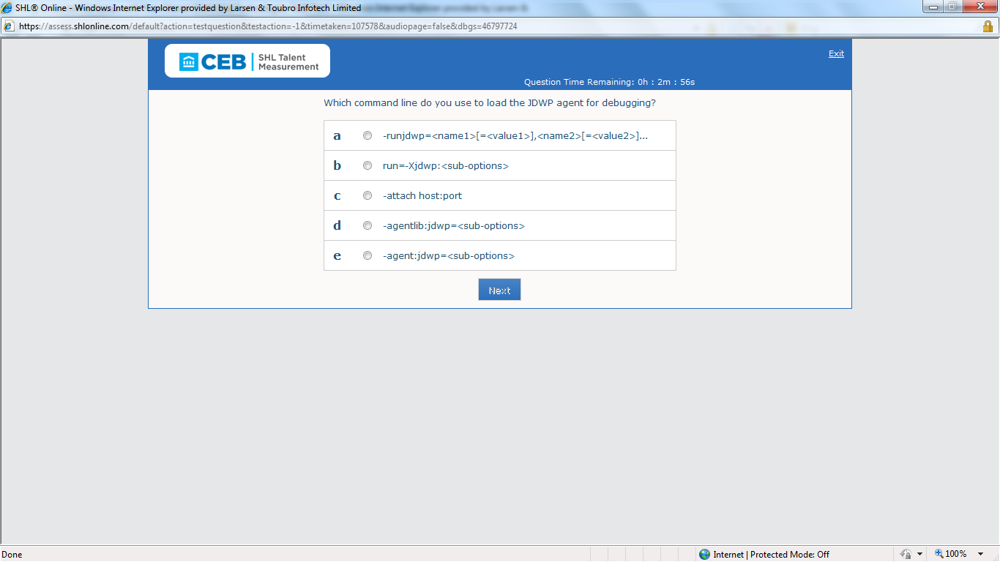 SHL® Online - Windows Internet Explorer provided by Larsen & Toubro Infotech Limited
https://assess.shlonline.com/default?action=testquestion&testaction=-1&timetaken=107578&audiopage=false&dbgs=46797724
CEB SHL Talent Measurement
Exit
Question Time Remaining: 0h : 2m : 56s
Which command line do you use to load the JDWP agent for debugging?
a -runjdwp=<name1>[=<value1>],<name2>[=<value2>]...
b run=-Xjdwp:<sub-options>
c -attach host:port
d -agentlib:jdwp=<sub-options>
e -agent:jdwp=<sub-options>
Next
Done
Internet | Protected Mode: Off
100%